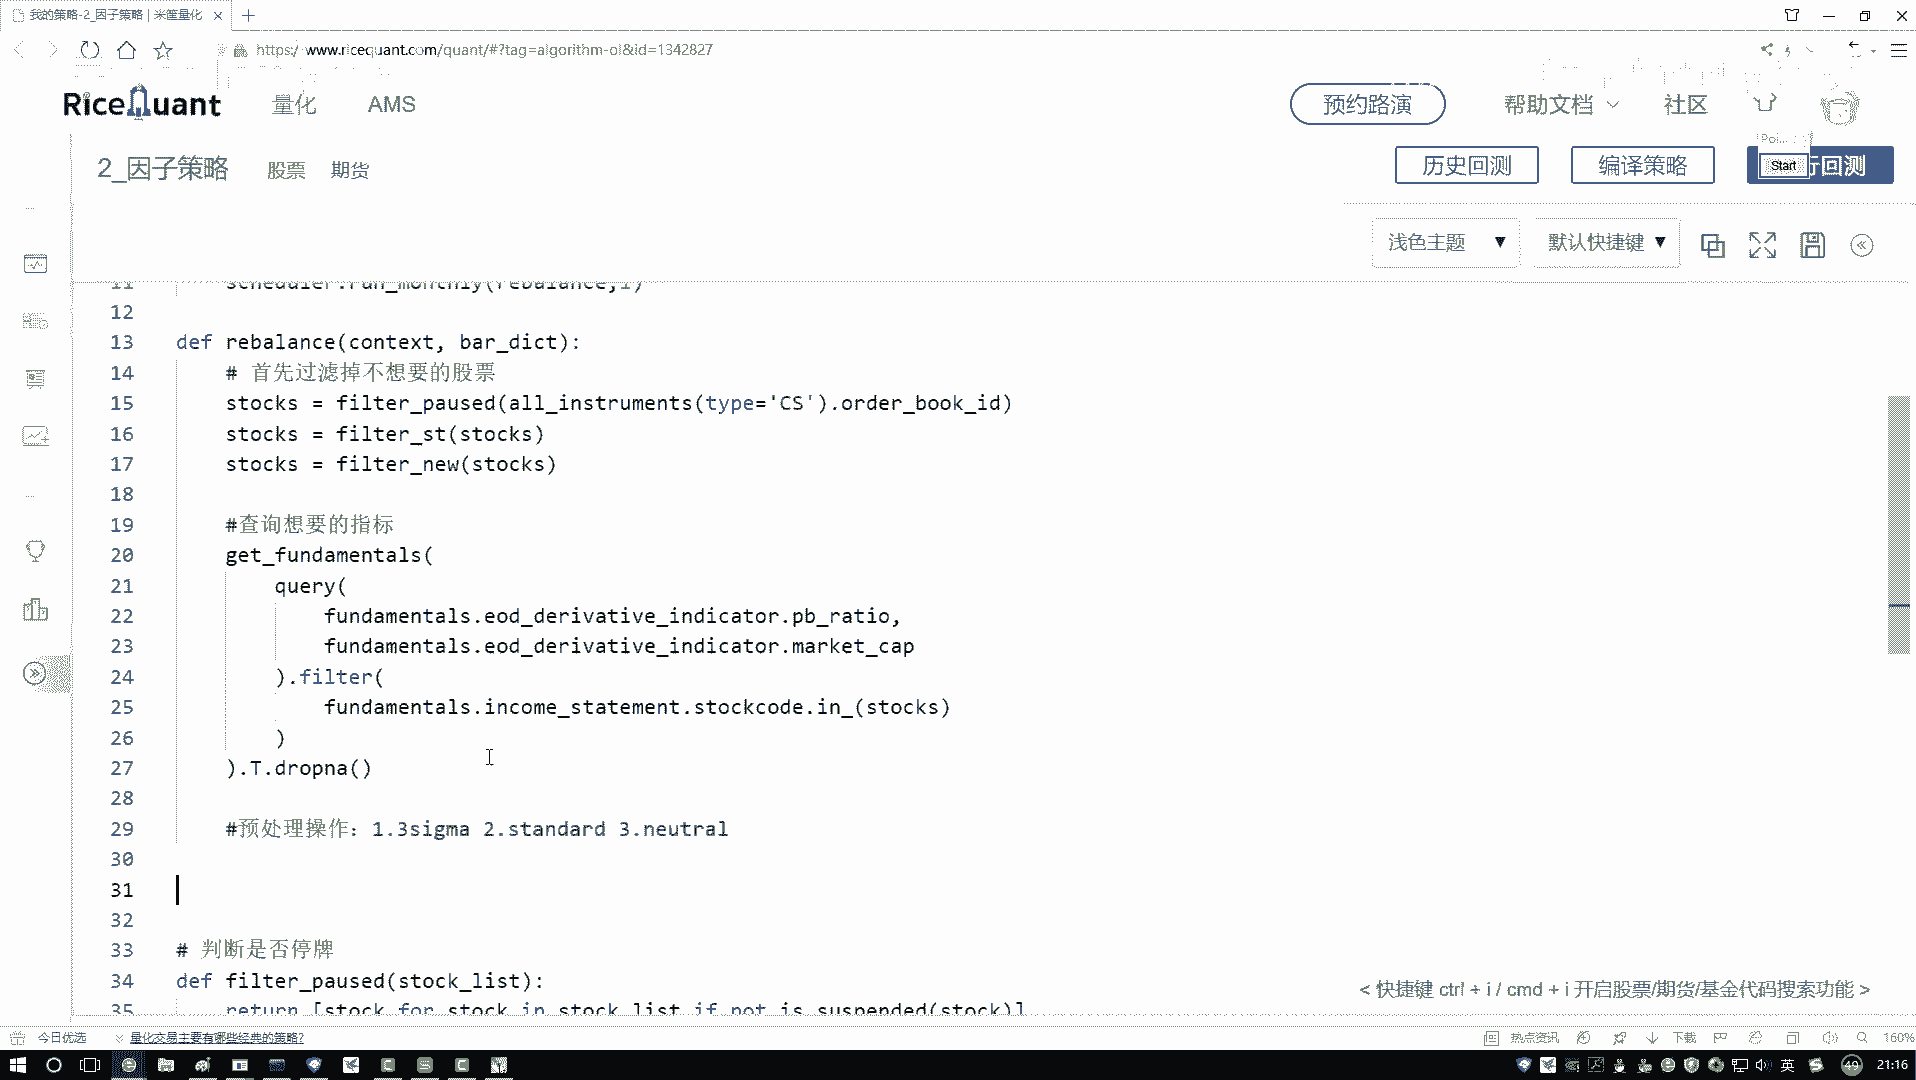 我的策略-2_因子策略 | 米筐量化
https://www.ricequant.com/quant/#?tag=algorithm-ol&id=1342827
RiceQuant 量化 AMS 预约路演 帮助文档 社区
2_因子策略 股票 期货 历史回测 编译策略 Start 行回测
浅色主题 ▼ 默认快捷键 ▼
11 scheduler.run_monthly(rebalance,1)
12
13 def rebalance(context, bar_dict):
14 # 首先过滤掉不想要的股票
15 stocks = filter_paused(all_instruments(type='CS').order_book_id)
16 stocks = filter_st(stocks)
17 stocks = filter_new(stocks)
18
19 #查询想要的指标
20 get_fundamentals(
21 query(
22 fundamentals.eod_derivative_indicator.pb_ratio,
23 fundamentals.eod_derivative_indicator.market_cap
24 ).filter(
25 fundamentals.income_statement.stockcode.in_(stocks)
26 )
27 ).T.dropna()
28
29 #预处理操作：1.3sigma 2.standard 3.neutral
30
31
32
33 # 判断是否停牌
34 def filter_paused(stock_list):
35 return [stock for stock in stock_list if not is_suspended(stock)]
< 快捷键 ctrl + i / cmd + i 开启股票/期货/基金代码搜索功能 >
今日优选 量化交易主要有哪些经典的策略? 热点资讯 下载 160%
英 49 21:16